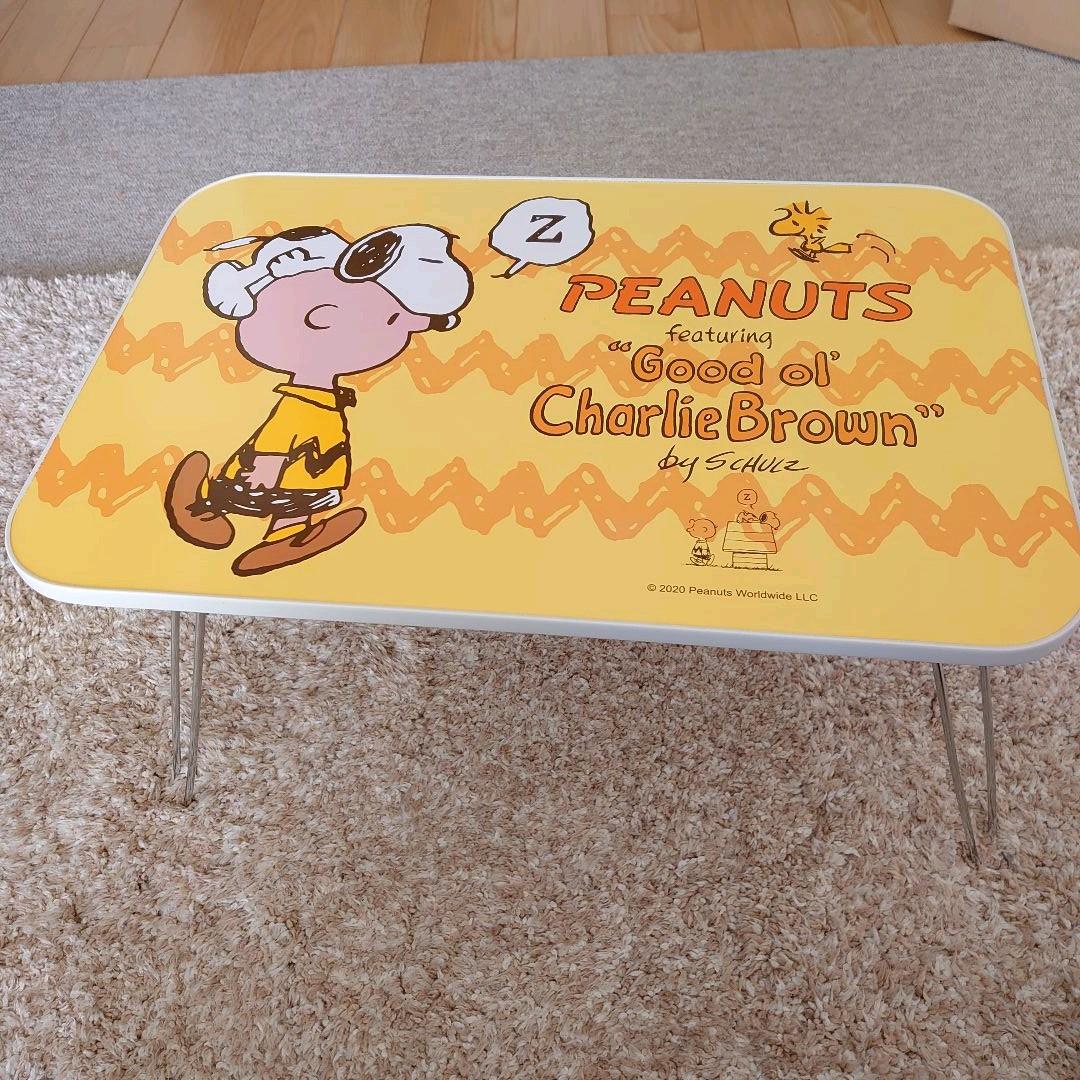 Z
PEANUTS
featuring
"Good ol'
Charlie Brown"
by SCHULZ
Z
© 2020 Peanuts Worldwide LLC